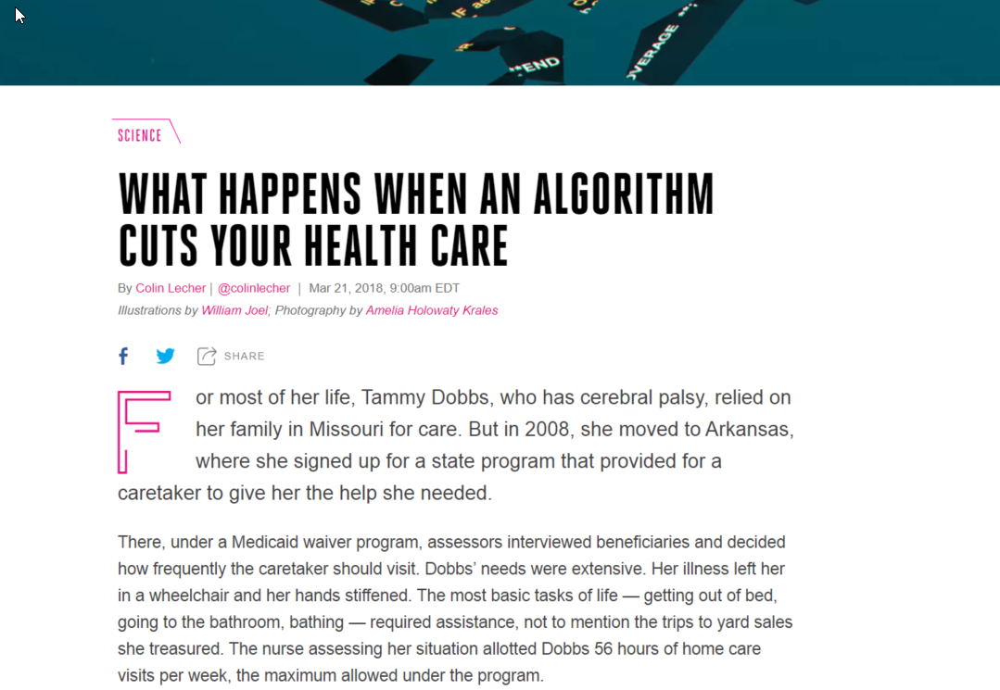 IF
**END
OVERAGE **
SCIENCE
WHAT HAPPENS WHEN AN ALGORITHM
CUTS YOUR HEALTH CARE
By Colin Lecher | @colinlecher | Mar 21, 2018, 9:00am EDT
Illustrations by William Joel; Photography by Amelia Holowaty Krales
SHARE
For most of her life, Tammy Dobbs, who has cerebral palsy, relied on
her family in Missouri for care. But in 2008, she moved to Arkansas,
where she signed up for a state program that provided for a
caretaker to give her the help she needed.
There, under a Medicaid waiver program, assessors interviewed beneficiaries and decided
how frequently the caretaker should visit. Dobbs’ needs were extensive. Her illness left her
in a wheelchair and her hands stiffened. The most basic tasks of life — getting out of bed,
going to the bathroom, bathing — required assistance, not to mention the trips to yard sales
she treasured. The nurse assessing her situation allotted Dobbs 56 hours of home care
visits per week, the maximum allowed under the program.